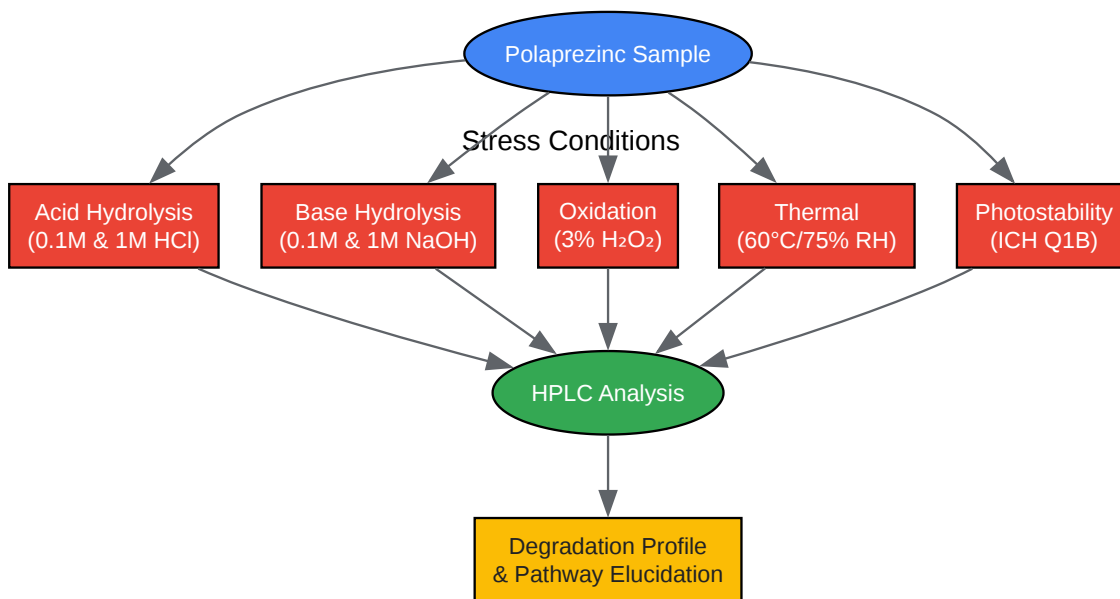 Polaprezinc Sample
Stress Conditions
Acid Hydrolysis
(0.1M & 1M HCl)
Base Hydrolysis
(0.1M & 1M NaOH)
Oxidation
(3% H₂O₂)
Thermal
(60°C/75% RH)
Photostability
(ICH Q1B)
HPLC Analysis
Degradation Profile
& Pathway Elucidation